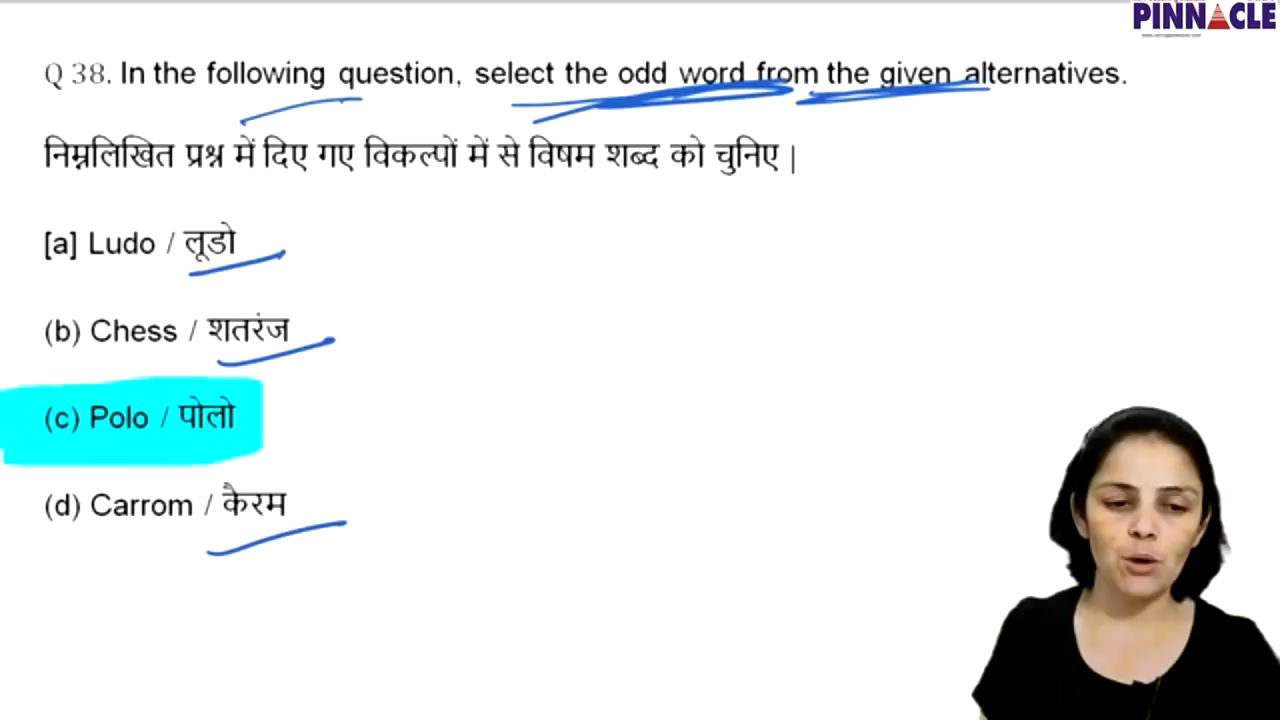 PINNACLE
Q 38. In the following question, select the odd word from the given alternatives.
निम्नलिखित प्रश्न में दिए गए विकल्पों में से विषम शब्द को चुनिए |
[a] Ludo / लूडो
(b) Chess / शतरंज
(c) Polo / पोलो
(d) Carrom / कैरम